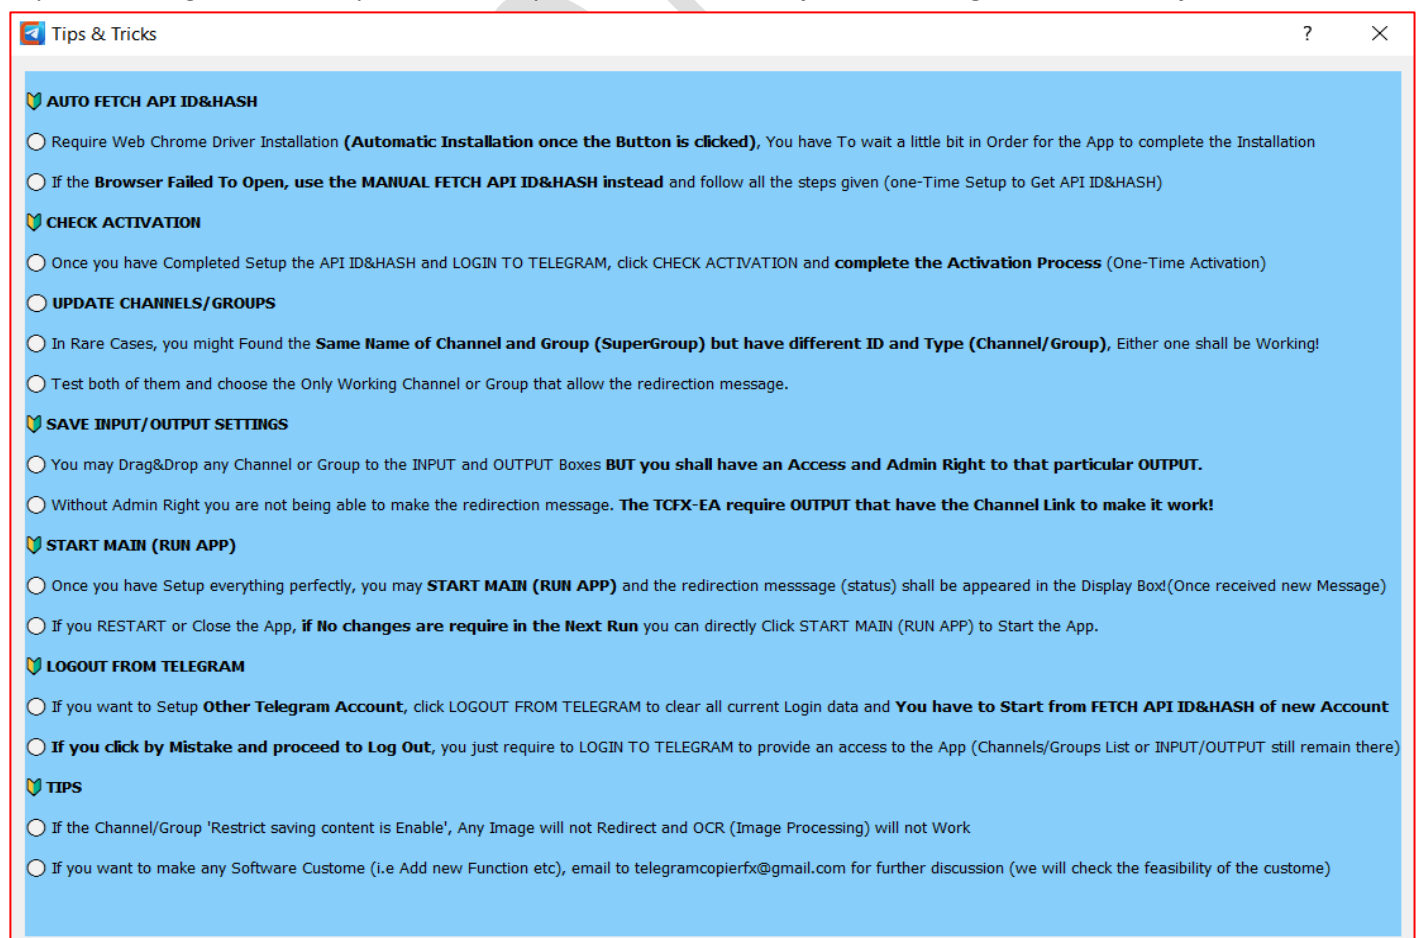 Tips & Tricks
?
AUTO FETCH API ID&HASH
Require Web Chrome Driver Installation (Automatic Installation once the Button is clicked), You have To wait a little bit in Order for the App to complete the Installation
If the Browser Failed To Open, use the MANUAL FETCH API ID&HASH instead and follow all the steps given (one-Time Setup to Get API ID&HASH)
CHECK ACTIVATION
Once you have Completed Setup the API ID&HASH and LOGIN TO TELEGRAM, click CHECK ACTIVATION and complete the Activation Process (One-Time Activation)
UPDATE CHANNELS/GROUPS
In Rare Cases, you might Found the Same Name of Channel and Group (SuperGroup) but have different ID and Type (Channel/Group), Either one shall be Working!
Test both of them and choose the Only Working Channel or Group that allow the redirection message.
SAVE INPUT/OUTPUT SETTINGS
You may Drag&Drop any Channel or Group to the INPUT and OUTPUT Boxes BUT you shall have an Access and Admin Right to that particular OUTPUT.
Without Admin Right you are not being able to make the redirection message. The TCFX-EA require OUTPUT that have the Channel Link to make it work!
START MAIN (RUN APP)
Once you have Setup everything perfectly, you may START MAIN (RUN APP) and the redirection messsage (status) shall be appeared in the Display Box!(Once received new Message)
If you RESTART or Close the App, if No changes are require in the Next Run you can directly Click START MAIN (RUN APP) to Start the App.
LOGOUT FROM TELEGRAM
If you want to Setup Other Telegram Account, click LOGOUT FROM TELEGRAM to clear all current Login data and You have to Start from FETCH API ID&HASH of new Account
If you click by Mistake and proceed to Log Out, you just require to LOGIN TO TELEGRAM to provide an access to the App (Channels/Groups List or INPUT/OUTPUT still remain there)
TIPS
If the Channel/Group 'Restrict saving content is Enable', Any Image will not Redirect and OCR (Image Processing) will not Work
If you want to make any Software Custome (i.e Add new Function etc), email to telegramcopierfx@gmail.com for further discussion (we will check the feasibility of the custome)